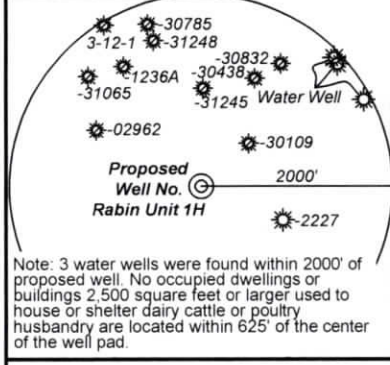 -30785
3-12-1
-31248
-30832
1236A
-30438
-31065
-31245
Water Well
-02962
-30109
Proposed
Well No.
Rabin Unit 1H
2000'
-2227
Note: 3 water wells were found within 2000' of
proposed well. No occupied dwellings or
buildings 2,500 square feet or larger used to
house or shelter dairy cattle or poultry
husbandry are located within 625' of the center
of the well pad.